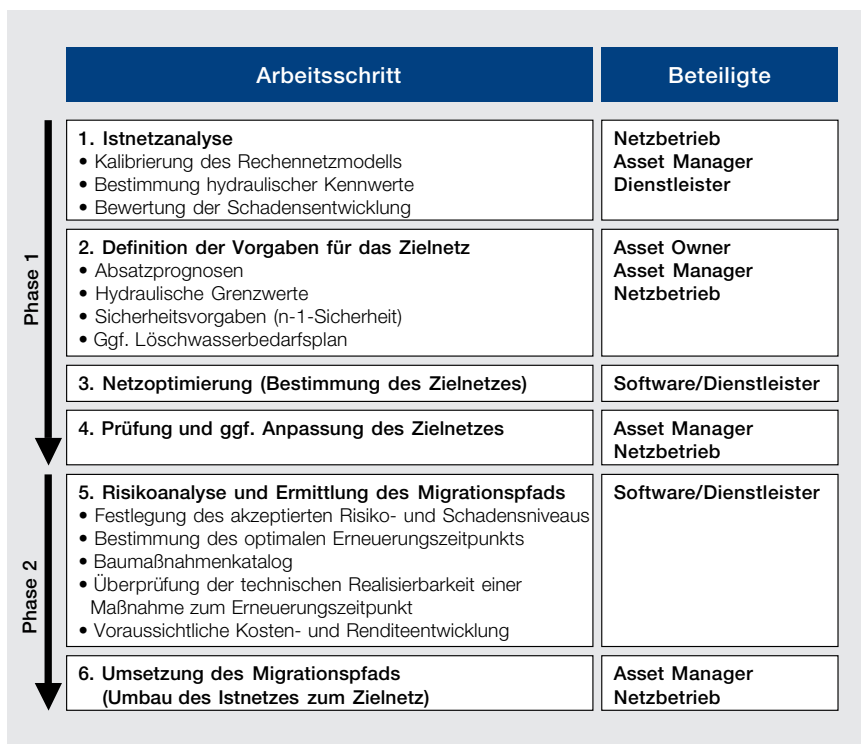 Arbeitsschritt
Beteiligte
Phase 1
1. Istnetzanalyse
• Kalibrierung des Rechennetzmodells
• Bestimmung hydraulischer Kennwerte
• Bewertung der Schadensentwicklung
Netzbetrieb
Asset Manager
Dienstleister
2. Definition der Vorgaben für das Zielnetz
• Absatzprognosen
• Hydraulische Grenzwerte
• Sicherheitsvorgaben (n-1-Sicherheit)
• Ggf. Löschwasserbedarfsplan
Asset Owner
Asset Manager
Netzbetrieb
3. Netzoptimierung (Bestimmung des Zielnetzes)
Software/Dienstleister
4. Prüfung und ggf. Anpassung des Zielnetzes
Asset Manager
Netzbetrieb
Phase 2
5. Risikoanalyse und Ermittlung des Migrationspfads
• Festlegung des akzeptierten Risiko- und Schadensniveaus
• Bestimmung des optimalen Erneuerungszeitpunkts
• Baumaßnahmenkatalog
• Überprüfung der technischen Realisierbarkeit einer
Maßnahme zum Erneuerungszeitpunkt
• Voraussichtliche Kosten- und Renditeentwicklung
Software/Dienstleister
6. Umsetzung des Migrationspfads
(Umbau des Istnetzes zum Zielnetz)
Asset Manager
Netzbetrieb